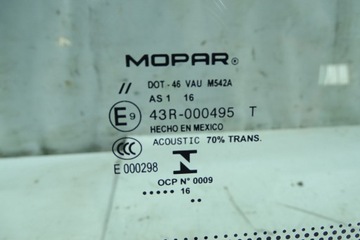 MOPAR®
// DOT-46 VAU M542A
AS 1 16
E9 43R-000495 T
HECHO EN MEXICO
CCC ACOUSTIC 70% TRANS.
E 000298
OCP N° 0009
16